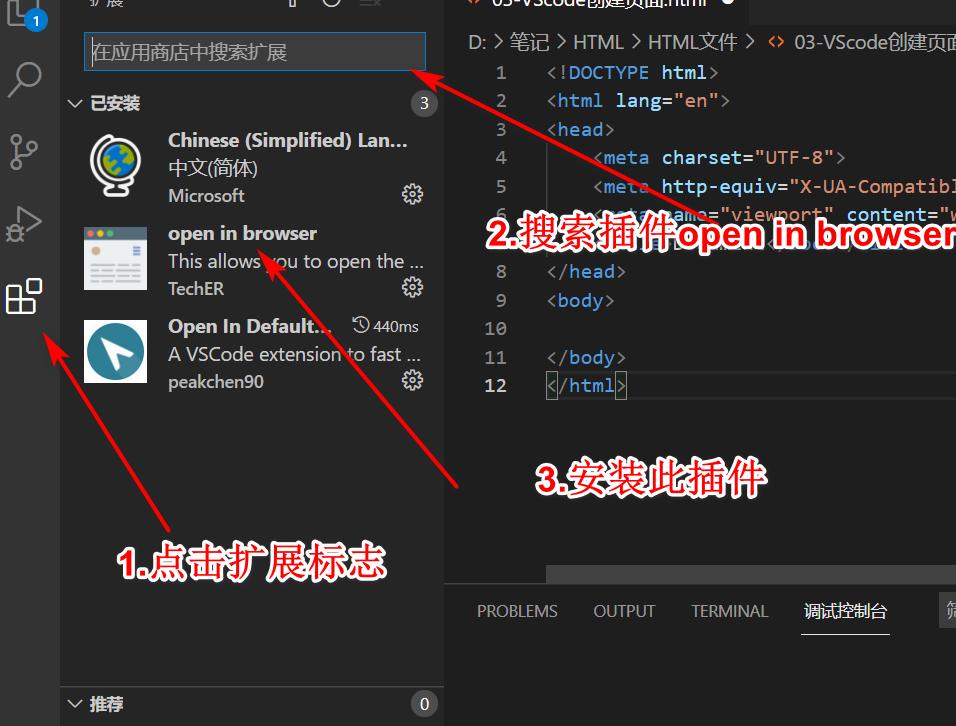 扩展
1
在应用商店中搜索扩展
已安装
3
Chinese (Simplified) Lan...
中文(简体)
Microsoft
open in browser
This allows you to open the ...
TechER
Open In Default...
440ms
A VSCode extension to fast ...
peakchen90
1.点击扩展标志
推荐
0
03-VScode创建页面.html
D: > 笔记 > HTML > HTML文件 > <> 03-VScode创建页面
1 <!DOCTYPE html>
2 <html lang="en">
3 <head>
4 <meta charset="UTF-8">
5 <meta http-equiv="X-UA-Compatibl
6 name="viewport" content="w
2.搜索插件open in browser
8 </head>
9 <body>
10
11 </body>
12 </html>
3.安装此插件
PROBLEMS
OUTPUT
TERMINAL
调试控制台
筛